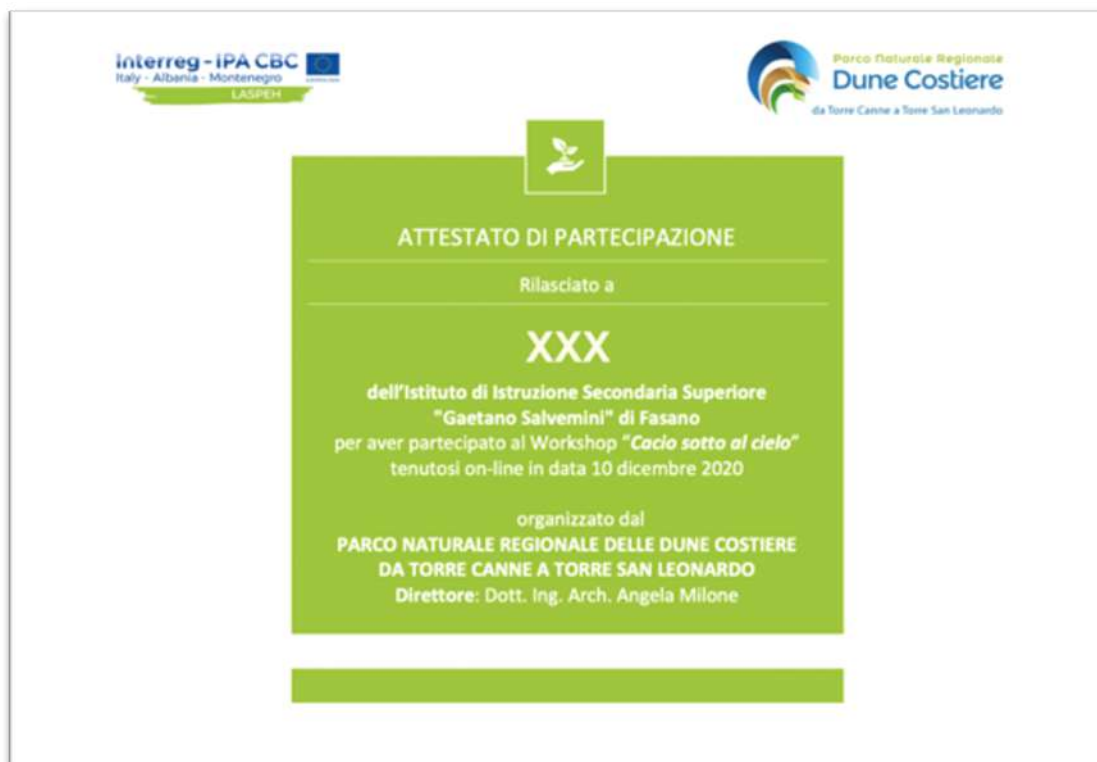 Interreg - IPA CBC
Italy - Albania - Montenegro
LASPEH
Parco Naturale Regionale
Dune Costiere
da Torre Canne a Torre San Leonardo
ATTESTATO DI PARTECIPAZIONE
Rilasciato a
XXX
dell'Istituto di Istruzione Secondaria Superiore
"Gaetano Salvemini" di Fasano
per aver partecipato al Workshop "Cacio sotto al cielo"
tenutosi on-line in data 10 dicembre 2020
organizzato dal
PARCO NATURALE REGIONALE DELLE DUNE COSTIERE
DA TORRE CANNE A TORRE SAN LEONARDO
Direttore: Dott. Ing. Arch. Angela Milone